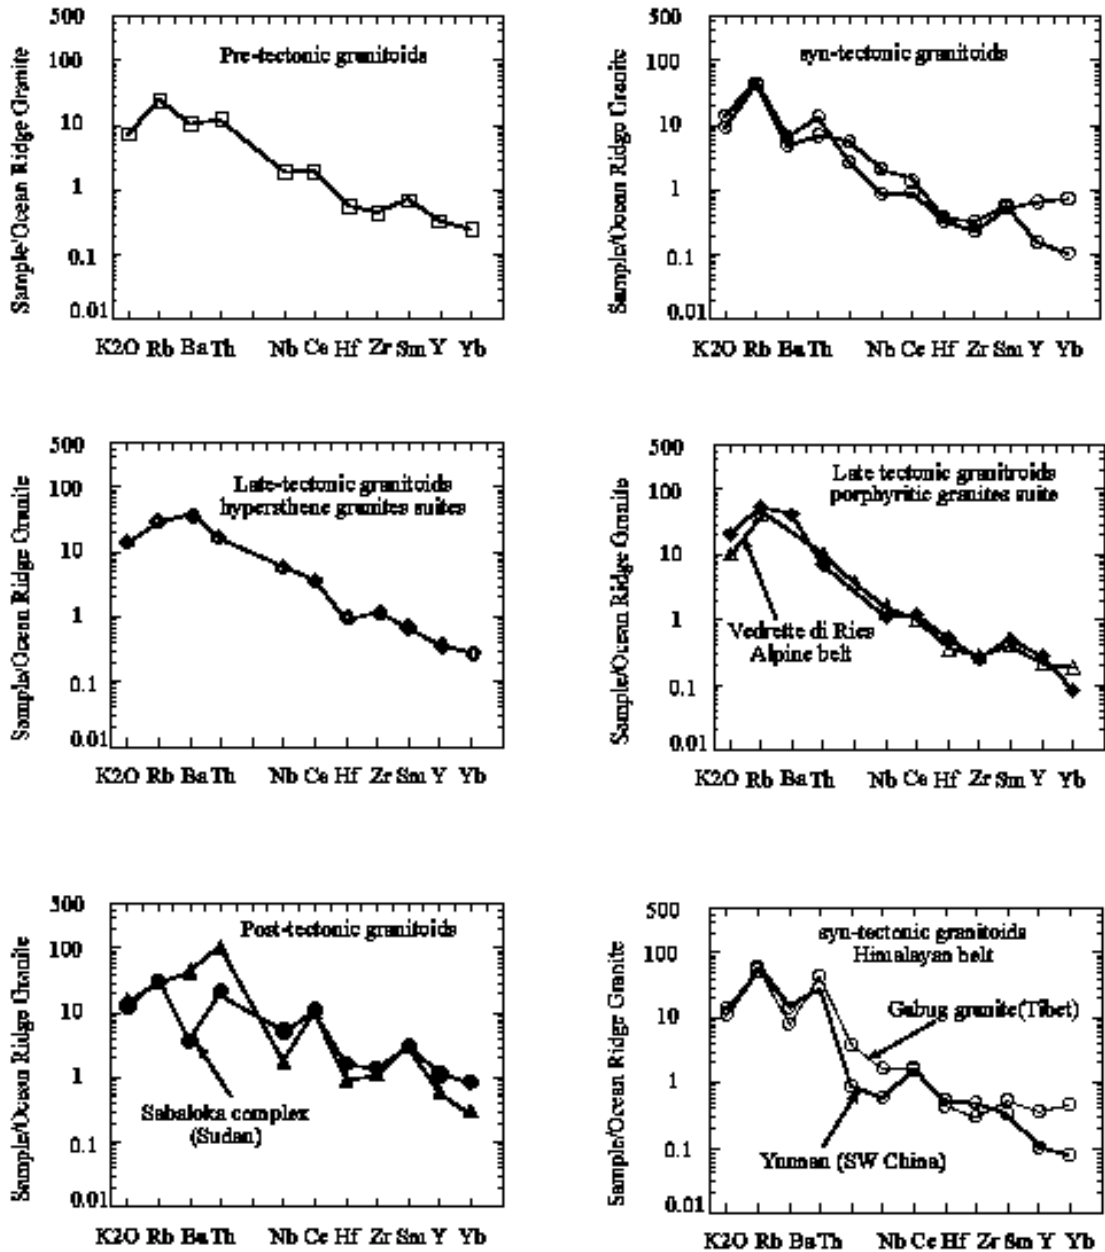 500
100
10
1
0.1
0.01
Sample/Ocean Ridge Granite
Pre-tectonic granitoids
K2O Rb Ba Th Nb Ce Hf Zr Sm Y Yb
500
100
10
1
0.1
0.01
Sample/Ocean Ridge Granite
syn-tectonic granitoids
K2O Rb Ba Th Nb Ce Hf Zr Sm Y Yb
500
100
10
1
0.1
0.01
Sample/Ocean Ridge Granite
Late-tectonic granitoids
hypersthene granites suites
K2O Rb Ba Th Nb Ce Hf Zr Sm Y Yb
500
100
10
1
0.1
0.01
Sample/Ocean Ridge Granite
Late tectonic granitroids
porphyritic granites suite
Vedrette di Ries
Alpine belt
K2O Rb Ba Th Nb Ce Hf Zr Sm Y Yb
500
100
10
1
0.1
0.01
Sample/Ocean Ridge Granite
Post-tectonic granitoids
Sabaloka complex
(Sudan)
K2O Rb Ba Th Nb Ce Hf Zr Sm Y Yb
500
100
10
1
0.1
0.01
Sample/Ocean Ridge Granite
syn-tectonic granitoids
Himalayan belt
Gabug granite(Tibet)
Yunnan (SW China)
K2O Rb Ba Th Nb Ce Hf Zr Sm Y Yb